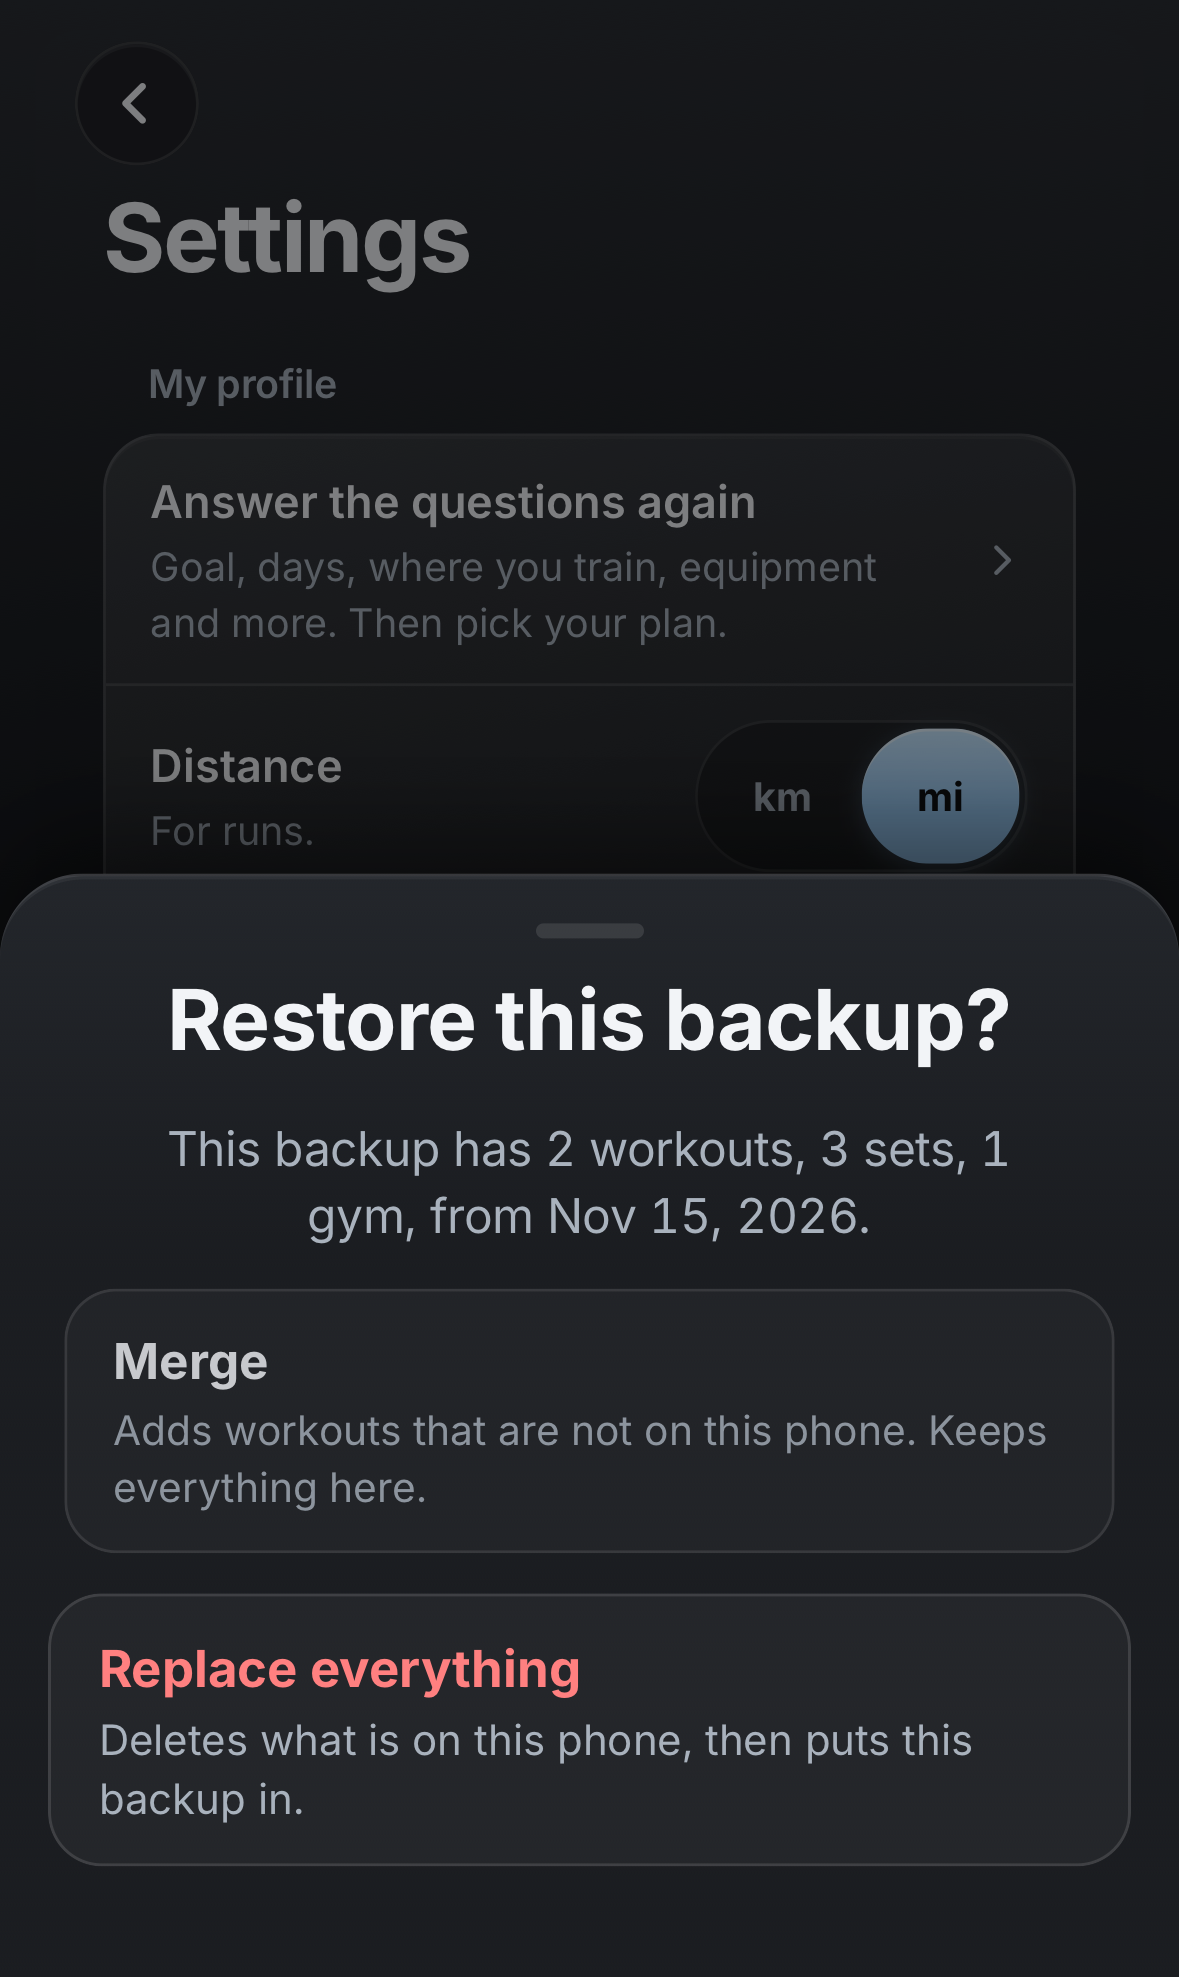 Settings
My profile
Answer the questions again
Goal, days, where you train, equipment
and more. Then pick your plan.
Distance
For runs.
km
mi
Restore this backup?
This backup has 2 workouts, 3 sets, 1
gym, from Nov 15, 2026.
Merge
Adds workouts that are not on this phone. Keeps
everything here.
Replace everything
Deletes what is on this phone, then puts this
backup in.